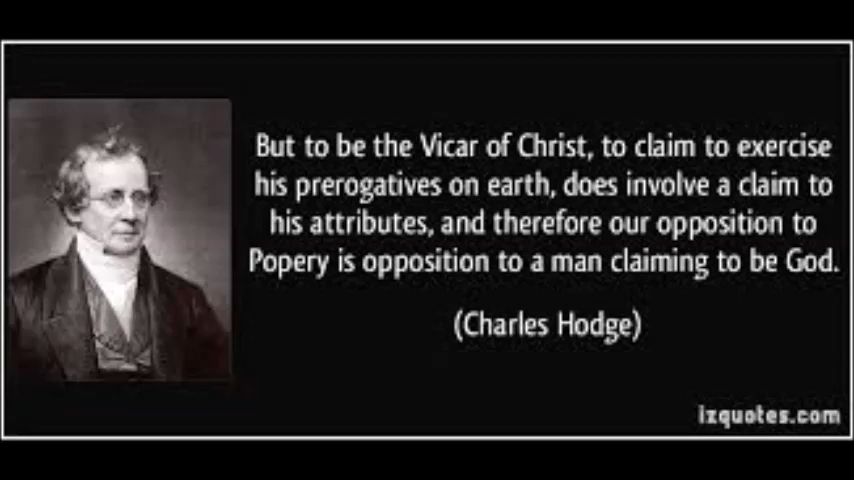 But to be the Vicar of Christ, to claim to exercise
his prerogatives on earth, does involve a claim to
his attributes, and therefore our opposition to
Popery is opposition to a man claiming to be God.
(Charles Hodge)
izquotes.com